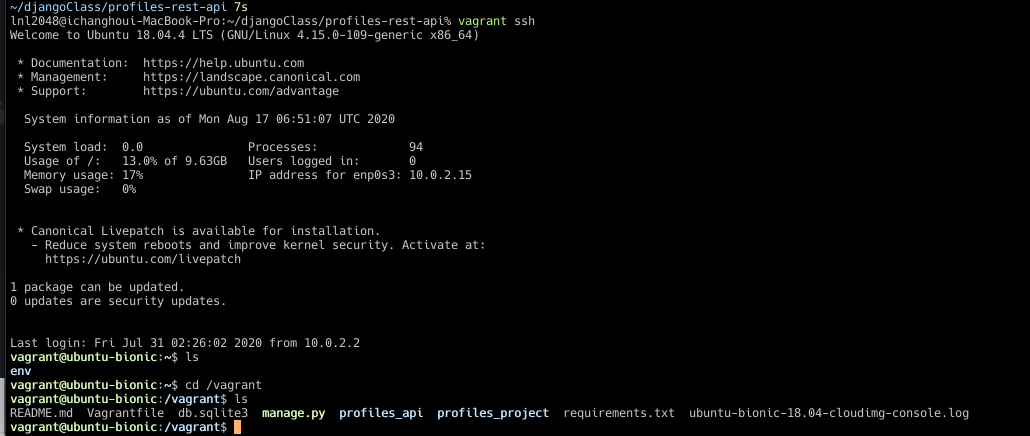 ~/djangoClass/profiles-rest-api 7s
lnl2048@ichanghoui-MacBook-Pro:~/djangoClass/profiles-rest-api% vagrant ssh
Welcome to Ubuntu 18.04.4 LTS (GNU/Linux 4.15.0-109-generic x86_64)

 * Documentation:  https://help.ubuntu.com
 * Management:     https://landscape.canonical.com
 * Support:        https://ubuntu.com/advantage

  System information as of Mon Aug 17 06:51:07 UTC 2020

  System load:  0.0               Processes:             94
  Usage of /:   13.0% of 9.63GB   Users logged in:       0
  Memory usage: 17%               IP address for enp0s3: 10.0.2.15
  Swap usage:   0%

 * Canonical Livepatch is available for installation.
   - Reduce system reboots and improve kernel security. Activate at:
     https://ubuntu.com/livepatch

1 package can be updated.
0 updates are security updates.

Last login: Fri Jul 31 02:26:02 2020 from 10.0.2.2
vagrant@ubuntu-bionic:~$ ls
env
vagrant@ubuntu-bionic:~$ cd /vagrant
vagrant@ubuntu-bionic:/vagrant$ ls
README.md  Vagrantfile  db.sqlite3  manage.py  profiles_api  profiles_project  requirements.txt  ubuntu-bionic-18.04-cloudimg-console.log
vagrant@ubuntu-bionic:/vagrant$